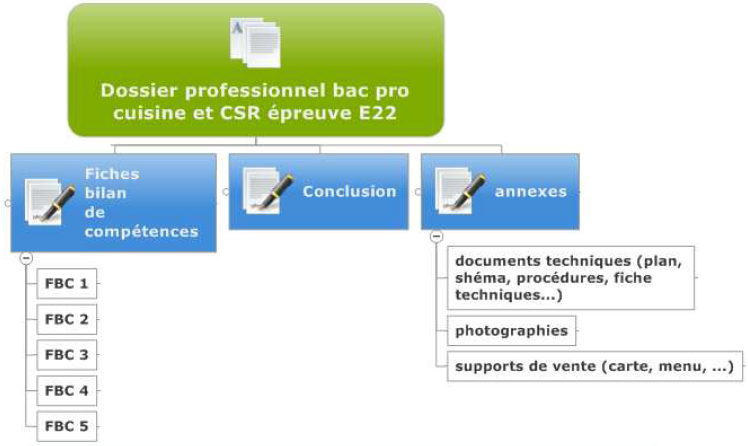 Dossier professionnel bac pro
cuisine et CSR épreuve E22
Fiches
bilan
de
compétences
Conclusion
annexes
FBC 1
FBC 2
FBC 3
FBC 4
FBC 5
documents techniques (plan,
shéma, procédures, fiche
techniques...)
photographies
supports de vente (carte, menu, ...)